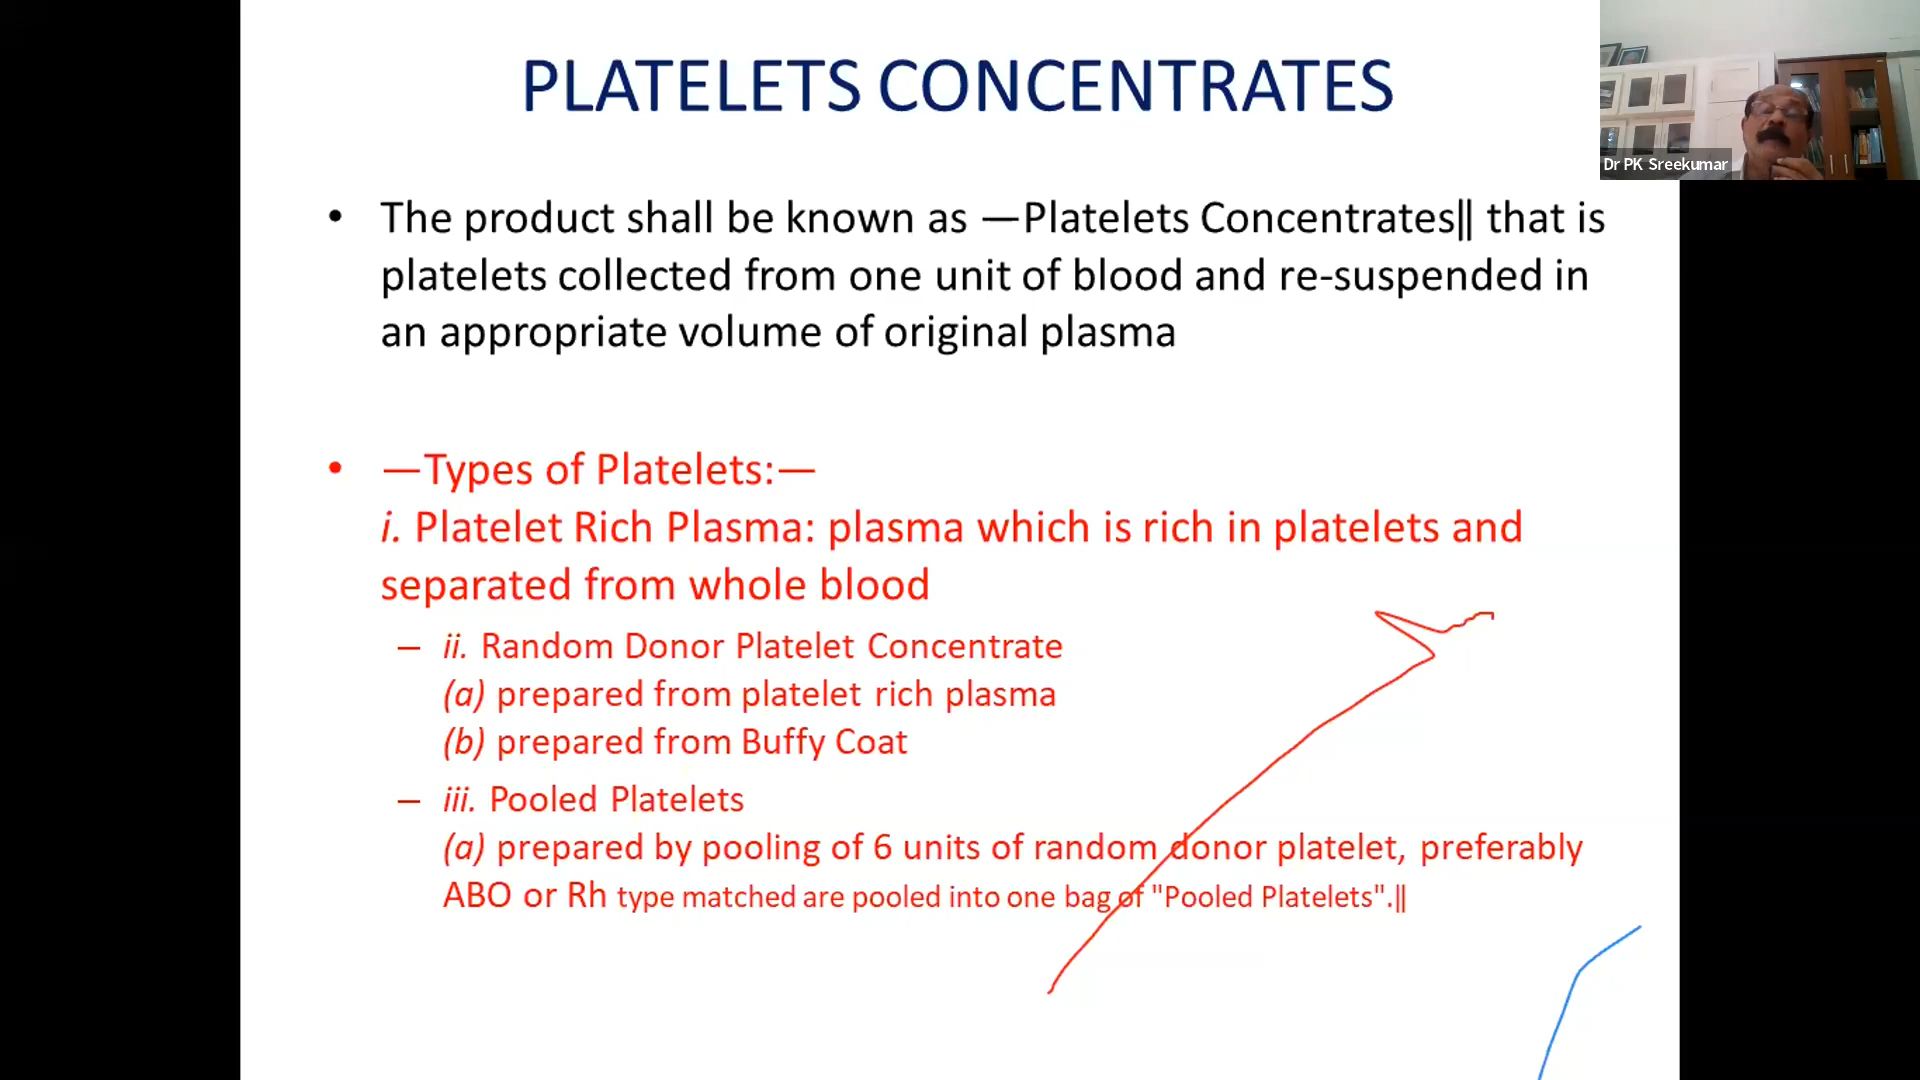 PLATELETS CONCENTRATES
Dr PK Sreekumar
• The product shall be known as —Platelets Concentrates‖ that is
platelets collected from one unit of blood and re-suspended in
an appropriate volume of original plasma
• —Types of Platelets:—
i. Platelet Rich Plasma: plasma which is rich in platelets and
separated from whole blood
– ii. Random Donor Platelet Concentrate
(a) prepared from platelet rich plasma
(b) prepared from Buffy Coat
– iii. Pooled Platelets
(a) prepared by pooling of 6 units of random donor platelet, preferably
ABO or Rh type matched are pooled into one bag of "Pooled Platelets".‖